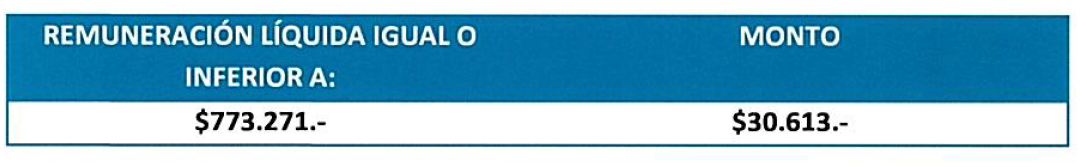 REMUNERACIÓN LÍQUIDA IGUAL O MONTO
INFERIOR A:
$773.271.- $30.613.-